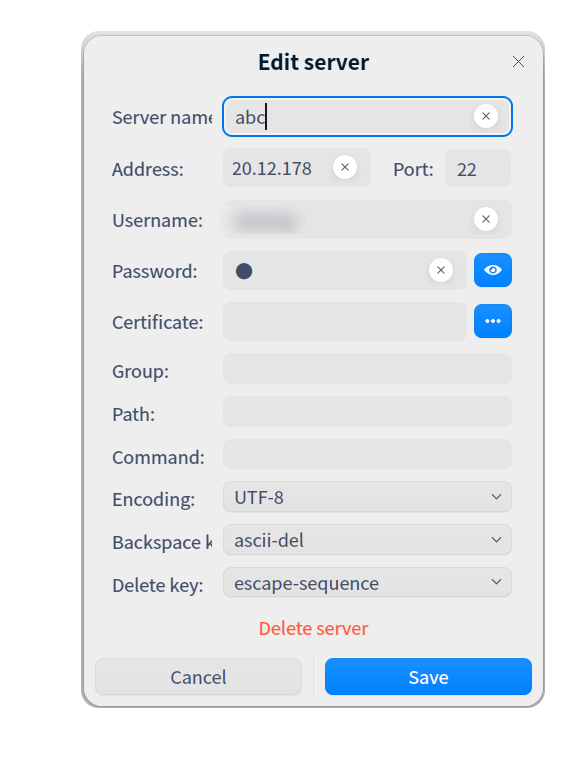 Edit server
Server name abc
Address: 20.12.178 Port: 22
Username:
Password: ●
Certificate:
Group:
Path:
Command:
Encoding: UTF-8
Backspace k ascii-del
Delete key: escape-sequence
Delete server
Cancel Save